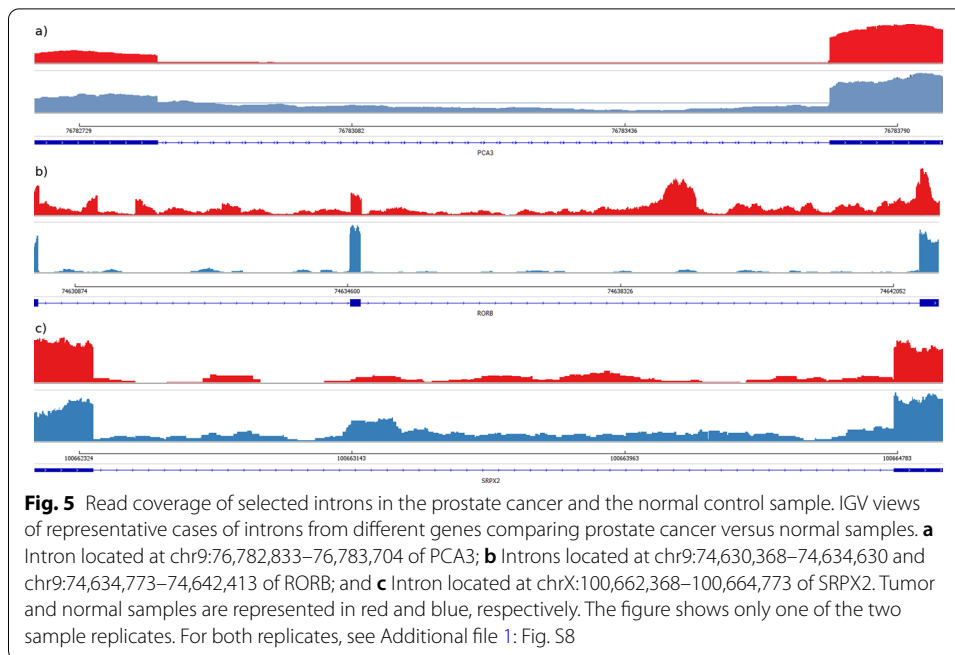 a)
76782729 76783082 76783436 76783790
PCA3
b)
74630874 74634600 74638326 74642052
RORB
c)
100662324 100663143 100663963 100664783
SRPX2
Fig. 5 Read coverage of selected introns in the prostate cancer and the normal control sample. IGV views
of representative cases of introns from different genes comparing prostate cancer versus normal samples. a
Intron located at chr9:76,782,833–76,783,704 of PCA3; b Introns located at chr9:74,630,368–74,634,630 and
chr9:74,634,773–74,642,413 of RORB; and c Intron located at chrX:100,662,368–100,664,773 of SRPX2. Tumor
and normal samples are represented in red and blue, respectively. The figure shows only one of the two
sample replicates. For both replicates, see Additional file 1: Fig. S8